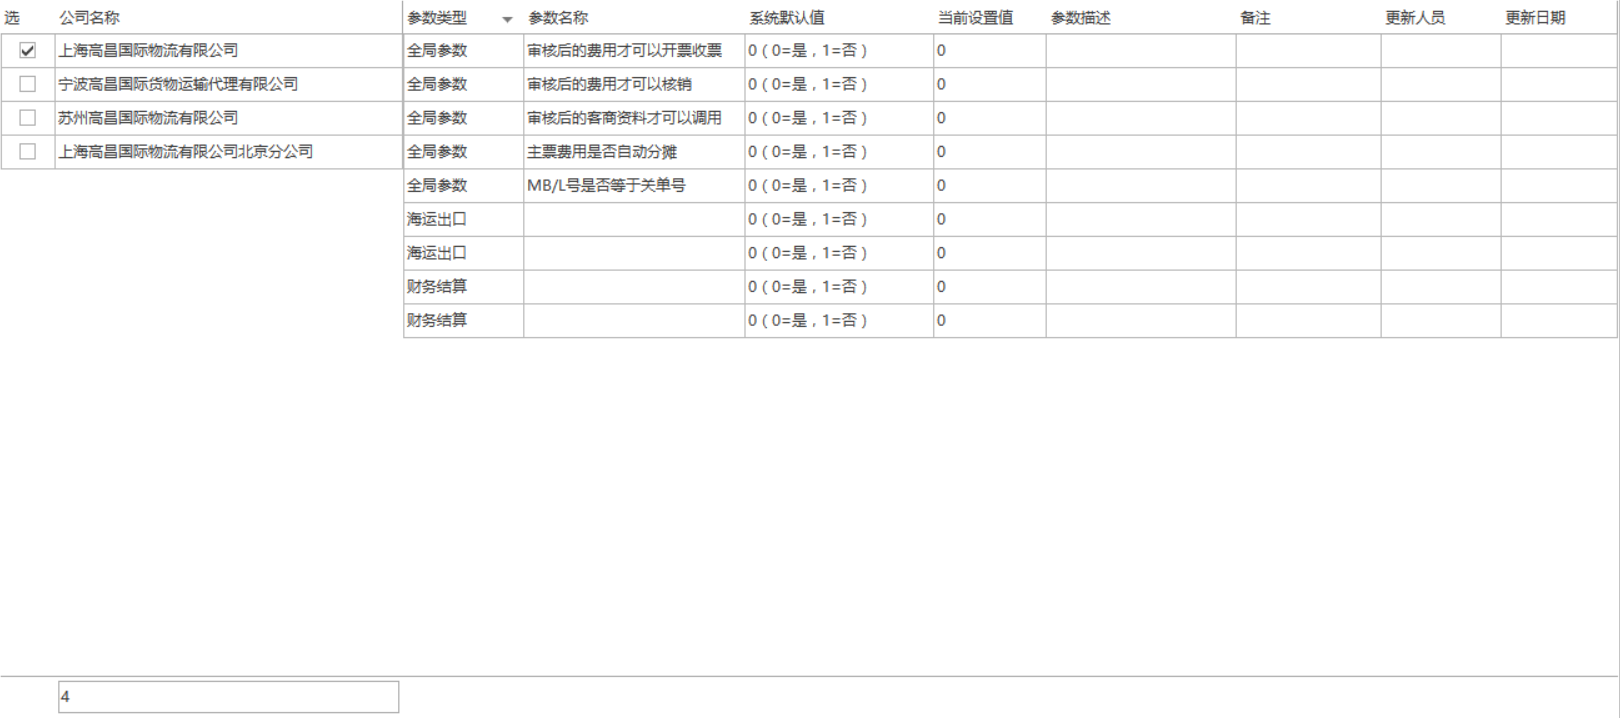 选 公司名称 参数类型 参数名称 系统默认值 当前设置值 参数描述 备注 更新人员 更新日期
上海高昌国际物流有限公司 全局参数 审核后的费用才可以开票收票 0（0=是，1=否） 0
宁波高昌国际货物运输代理有限公司 全局参数 审核后的费用才可以核销 0（0=是，1=否） 0
苏州高昌国际物流有限公司 全局参数 审核后的客商资料才可以调用 0（0=是，1=否） 0
上海高昌国际物流有限公司北京分公司 全局参数 主票费用是否自动分摊 0（0=是，1=否） 0
全局参数 MB/L号是否等于关单号 0（0=是，1=否） 0
海运出口 0（0=是，1=否） 0
海运出口 0（0=是，1=否） 0
财务结算 0（0=是，1=否） 0
财务结算 0（0=是，1=否） 0
4